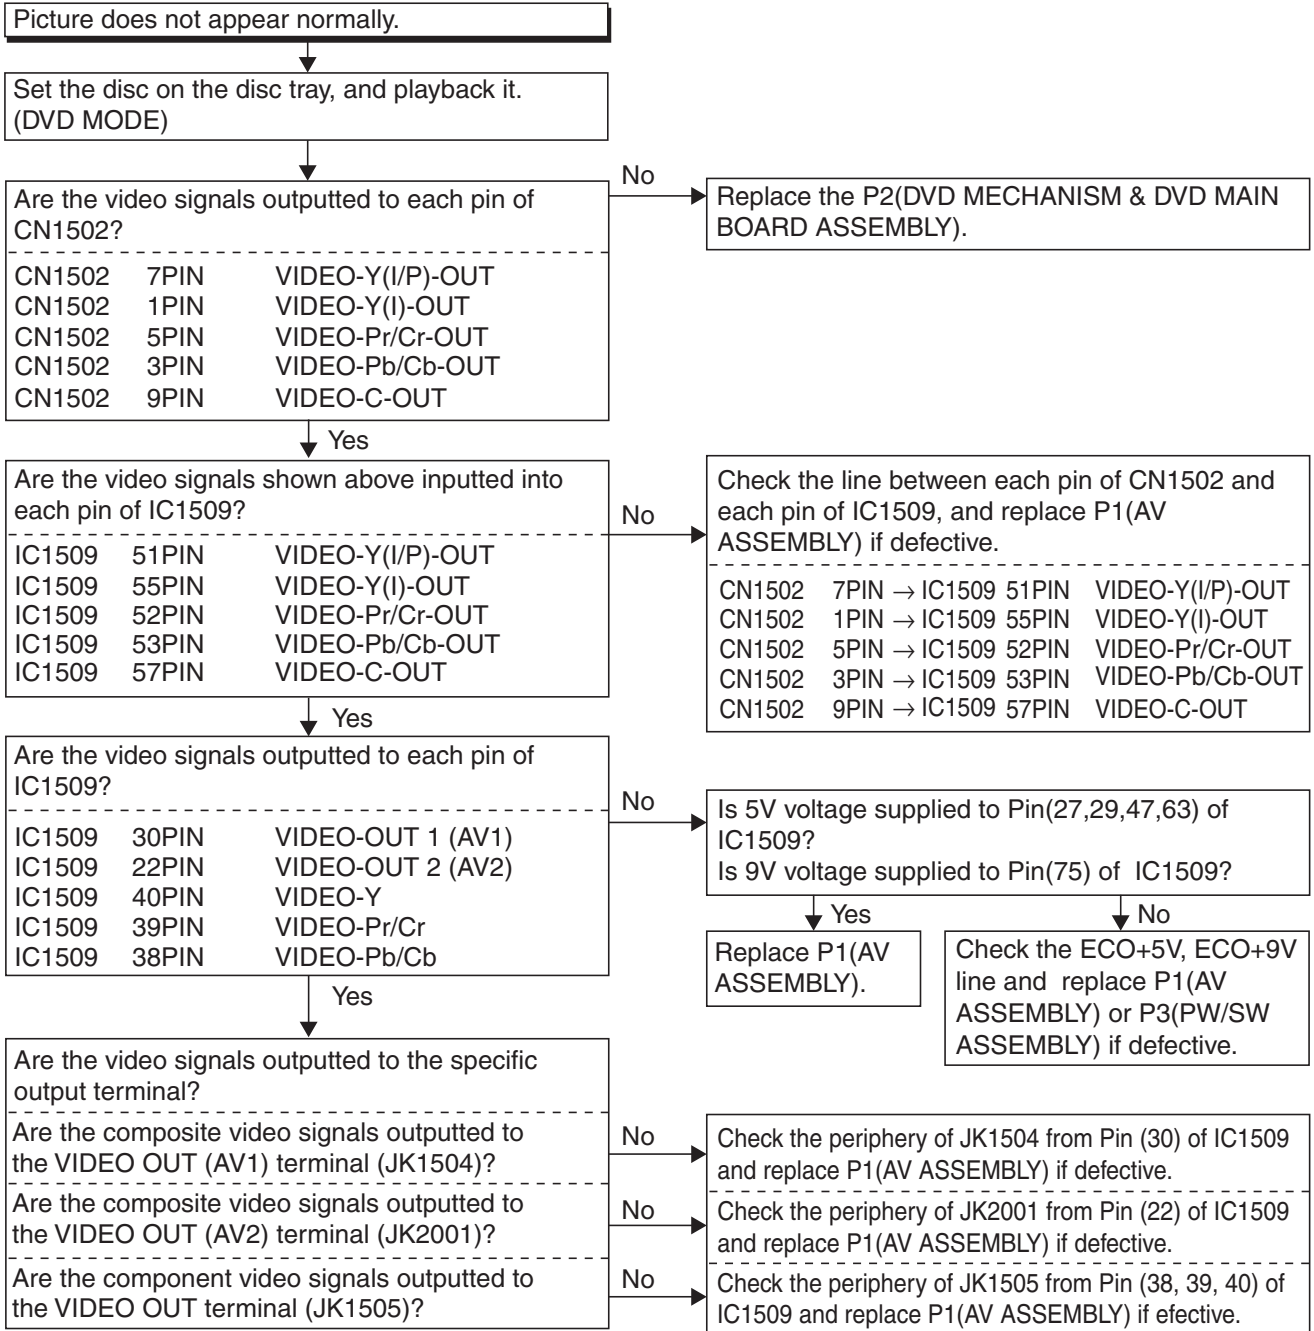 Picture does not appear normally.
Set the disc on the disc tray, and playback it.
(DVD MODE)
Are the video signals outputted to each pin of
CN1502?
CN1502 7PIN VIDEO-Y(I/P)-OUT
CN1502 1PIN VIDEO-Y(I)-OUT
CN1502 5PIN VIDEO-Pr/Cr-OUT
CN1502 3PIN VIDEO-Pb/Cb-OUT
CN1502 9PIN VIDEO-C-OUT
No
Replace the P2(DVD MECHANISM & DVD MAIN
BOARD ASSEMBLY).
Yes
Are the video signals shown above inputted into
each pin of IC1509?
IC1509 51PIN VIDEO-Y(I/P)-OUT
IC1509 55PIN VIDEO-Y(I)-OUT
IC1509 52PIN VIDEO-Pr/Cr-OUT
IC1509 53PIN VIDEO-Pb/Cb-OUT
IC1509 57PIN VIDEO-C-OUT
No
Check the line between each pin of CN1502 and
each pin of IC1509, and replace P1(AV
ASSEMBLY) if defective.
CN1502 7PIN → IC1509 51PIN VIDEO-Y(I/P)-OUT
CN1502 1PIN → IC1509 55PIN VIDEO-Y(I)-OUT
CN1502 5PIN → IC1509 52PIN VIDEO-Pr/Cr-OUT
CN1502 3PIN → IC1509 53PIN VIDEO-Pb/Cb-OUT
CN1502 9PIN → IC1509 57PIN VIDEO-C-OUT
Yes
Are the video signals outputted to each pin of
IC1509?
IC1509 30PIN VIDEO-OUT 1 (AV1)
IC1509 22PIN VIDEO-OUT 2 (AV2)
IC1509 40PIN VIDEO-Y
IC1509 39PIN VIDEO-Pr/Cr
IC1509 38PIN VIDEO-Pb/Cb
No
Is 5V voltage supplied to Pin(27,29,47,63) of
IC1509?
Is 9V voltage supplied to Pin(75) of IC1509?
Yes
Replace P1(AV
ASSEMBLY).
No
Check the ECO+5V, ECO+9V
line and replace P1(AV
ASSEMBLY) or P3(PW/SW
ASSEMBLY) if defective.
Yes
Are the video signals outputted to the specific
output terminal?
Are the composite video signals outputted to
the VIDEO OUT (AV1) terminal (JK1504)?
No
Check the periphery of JK1504 from Pin (30) of IC1509
and replace P1(AV ASSEMBLY) if defective.
Are the composite video signals outputted to
the VIDEO OUT (AV2) terminal (JK2001)?
No
Check the periphery of JK2001 from Pin (22) of IC1509
and replace P1(AV ASSEMBLY) if defective.
Are the component video signals outputted to
the VIDEO OUT terminal (JK1505)?
No
Check the periphery of JK1505 from Pin (38, 39, 40) of
IC1509 and replace P1(AV ASSEMBLY) if efective.